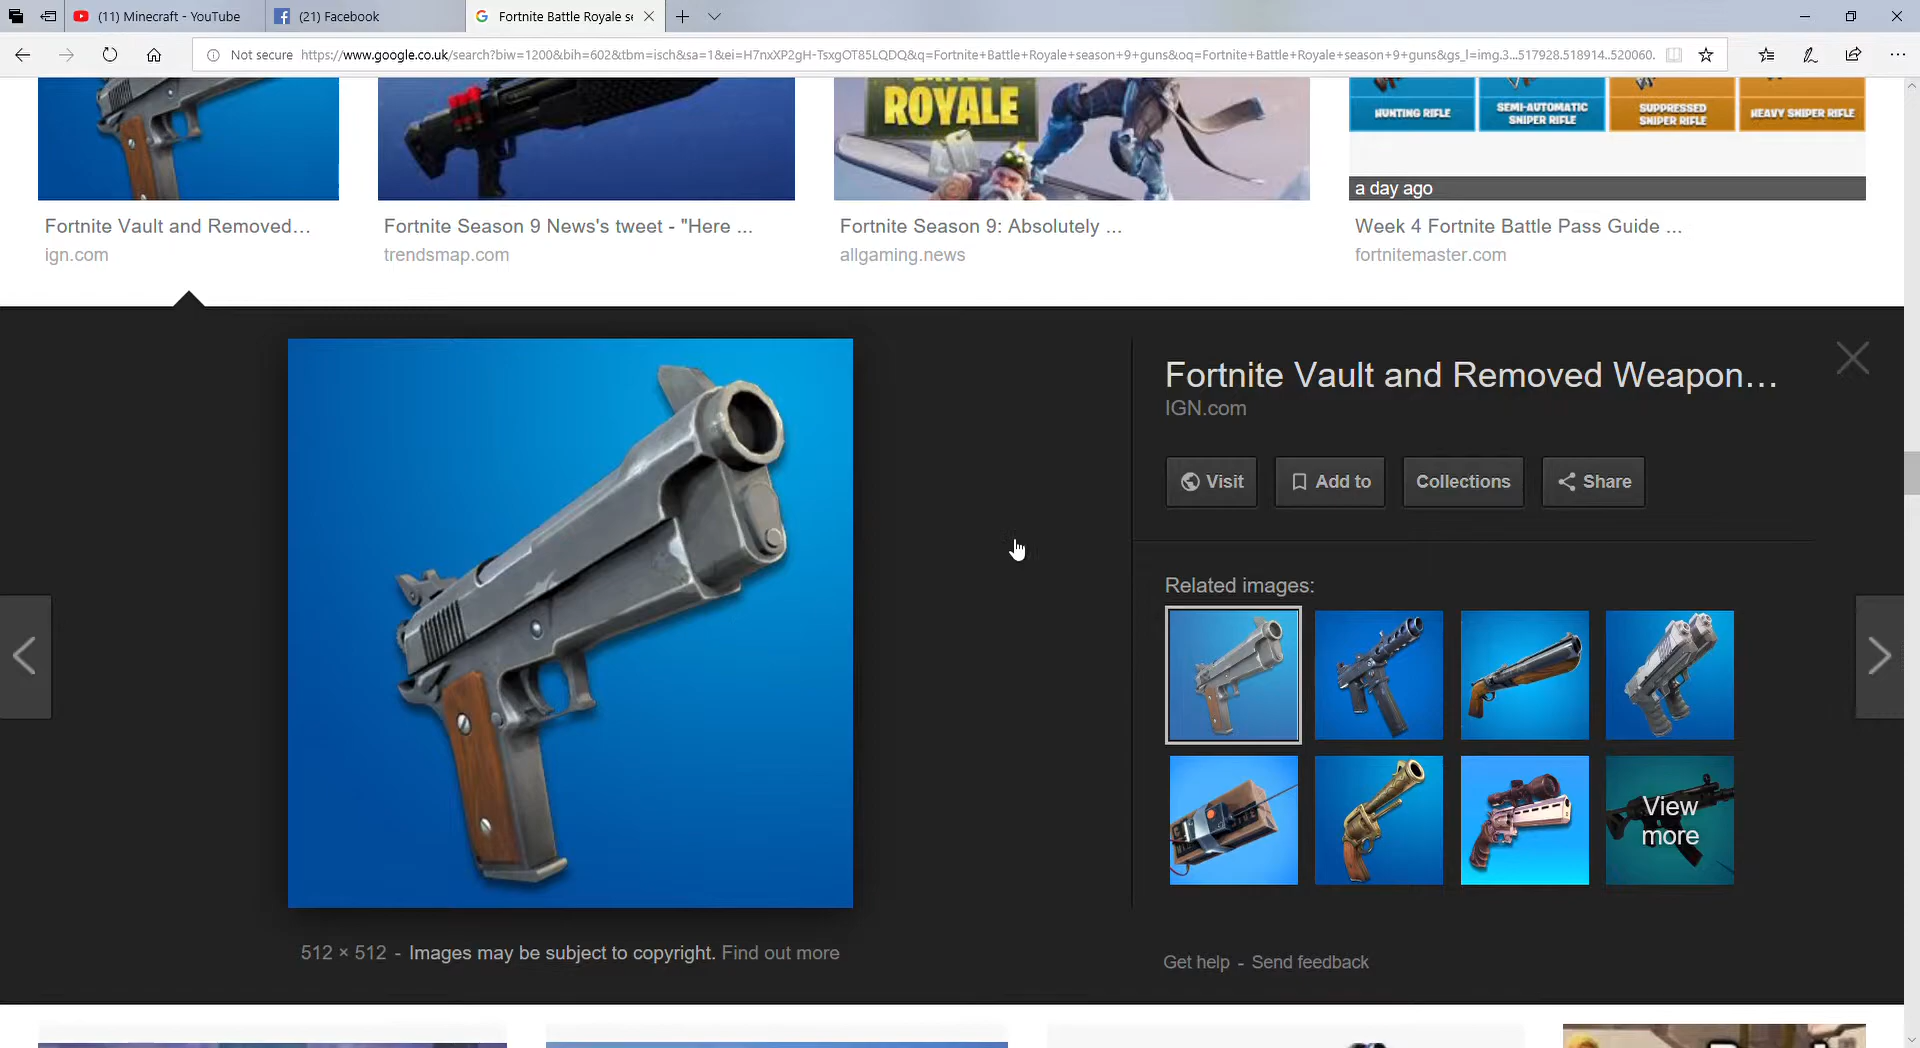 (11) Minecraft - YouTube
(21) Facebook
Fortnite Battle Royale se
Not secure https://www.google.co.uk/search?biw=1200&bih=602&tbm=isch&sa=1&ei=H7nxXP2gH-TsxgOT85LQDQ&q=Fortnite+Battle+Royale+season+9+guns&oq=Fortnite+Battle+Royale+season+9+guns&gs_l=img.3...517928.518914..520060.
ROYALE
HUNTING RIFLE
SEMI-AUTOMATIC SNIPER RIFLE
SUPPRESSED SNIPER RIFLE
HEAVY SNIPER RIFLE
a day ago
Fortnite Vault and Removed...
ign.com
Fortnite Season 9 News's tweet - "Here ...
trendsmap.com
Fortnite Season 9: Absolutely ...
allgaming.news
Week 4 Fortnite Battle Pass Guide ...
fortnitemaster.com
Fortnite Vault and Removed Weapon...
IGN.com
Visit
Add to
Collections
Share
Related images:
View
more
512 × 512 - Images may be subject to copyright. Find out more
Get help - Send feedback